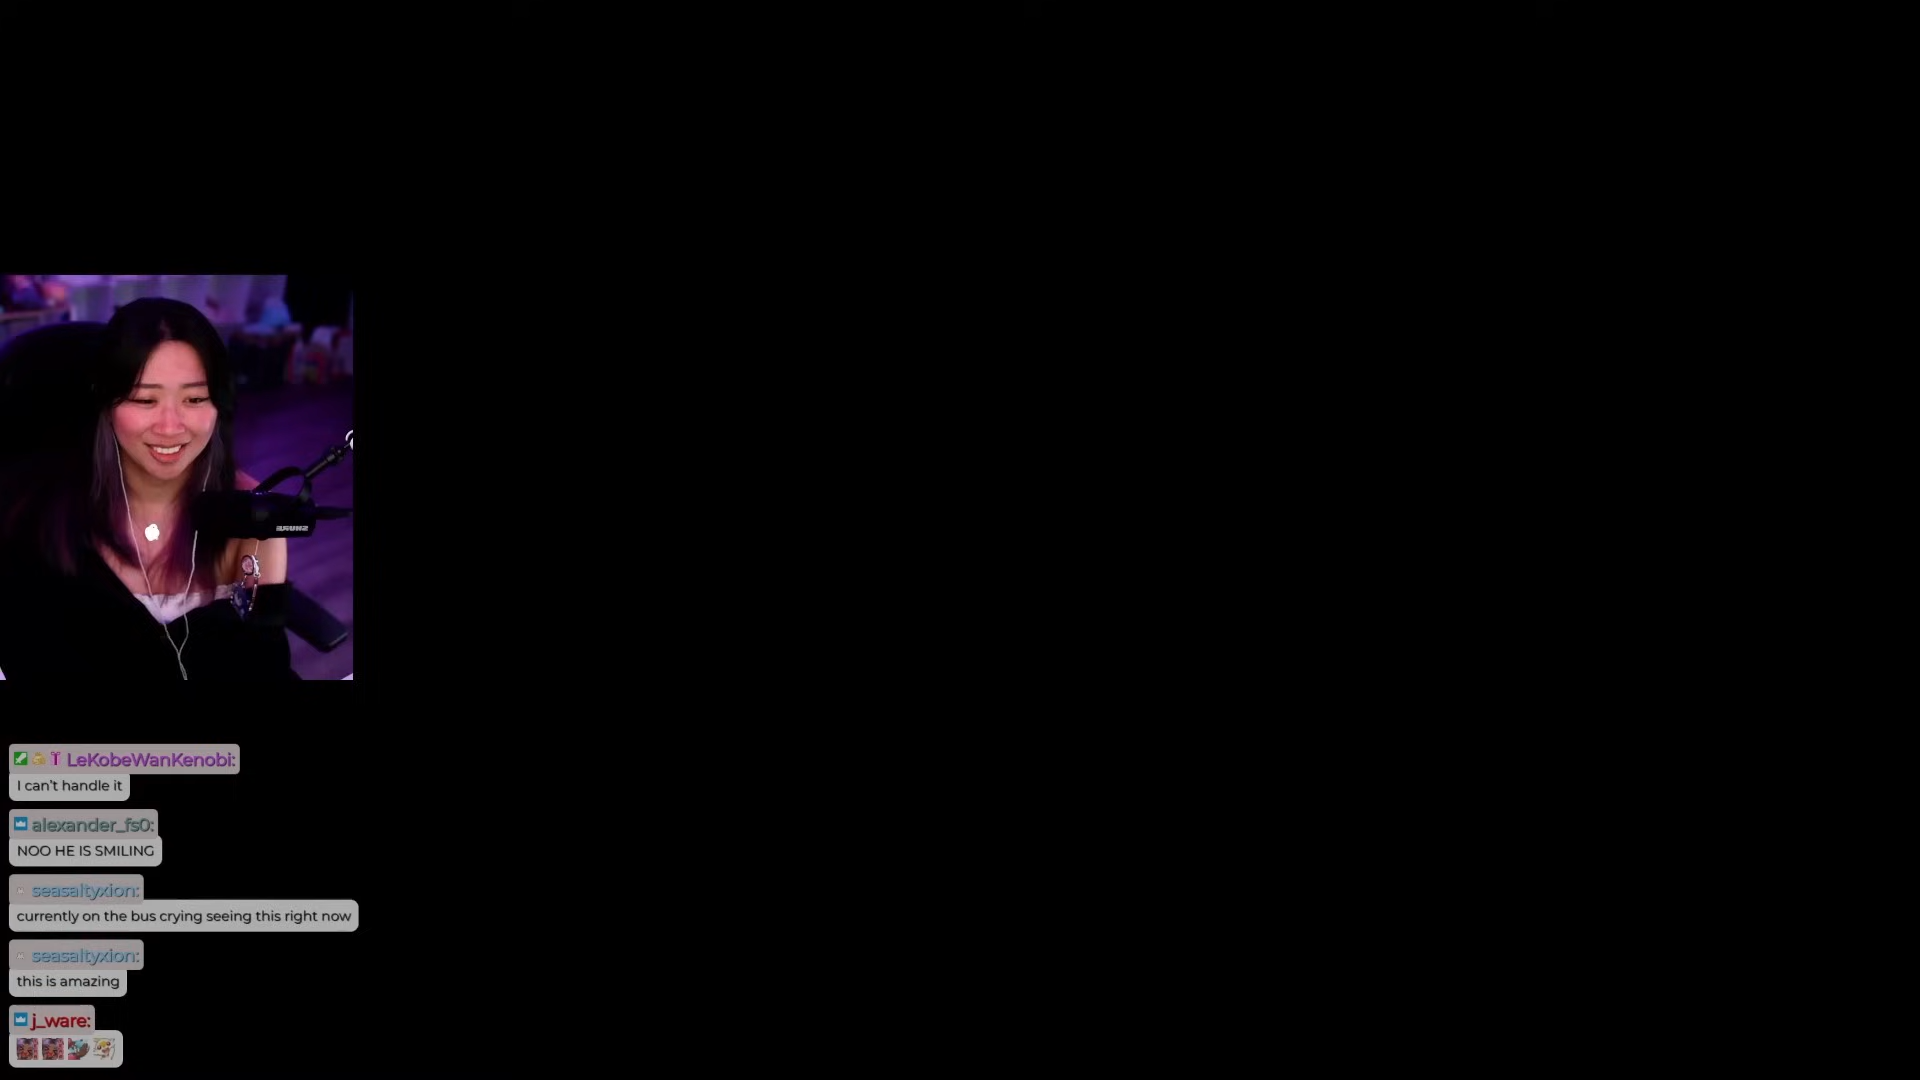 LeKobeWanKenobi:
I can't handle it
alexander_fs0:
NOO HE IS SMILING
seasaltyxion:
currently on the bus crying seeing this right now
seasaltyxion:
this is amazing
j_ware: